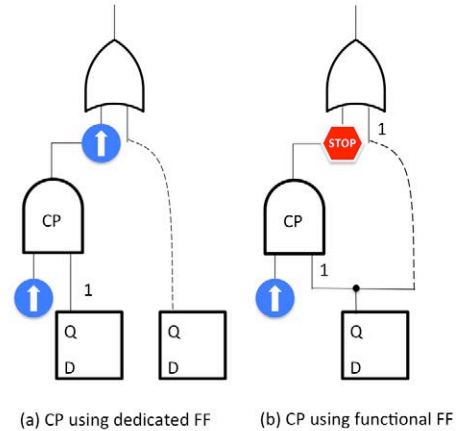 1
STOP
CP
CP
1
1
Q
D
Q
D
Q
D
(a) CP using dedicated FF
(b) CP using functional FF